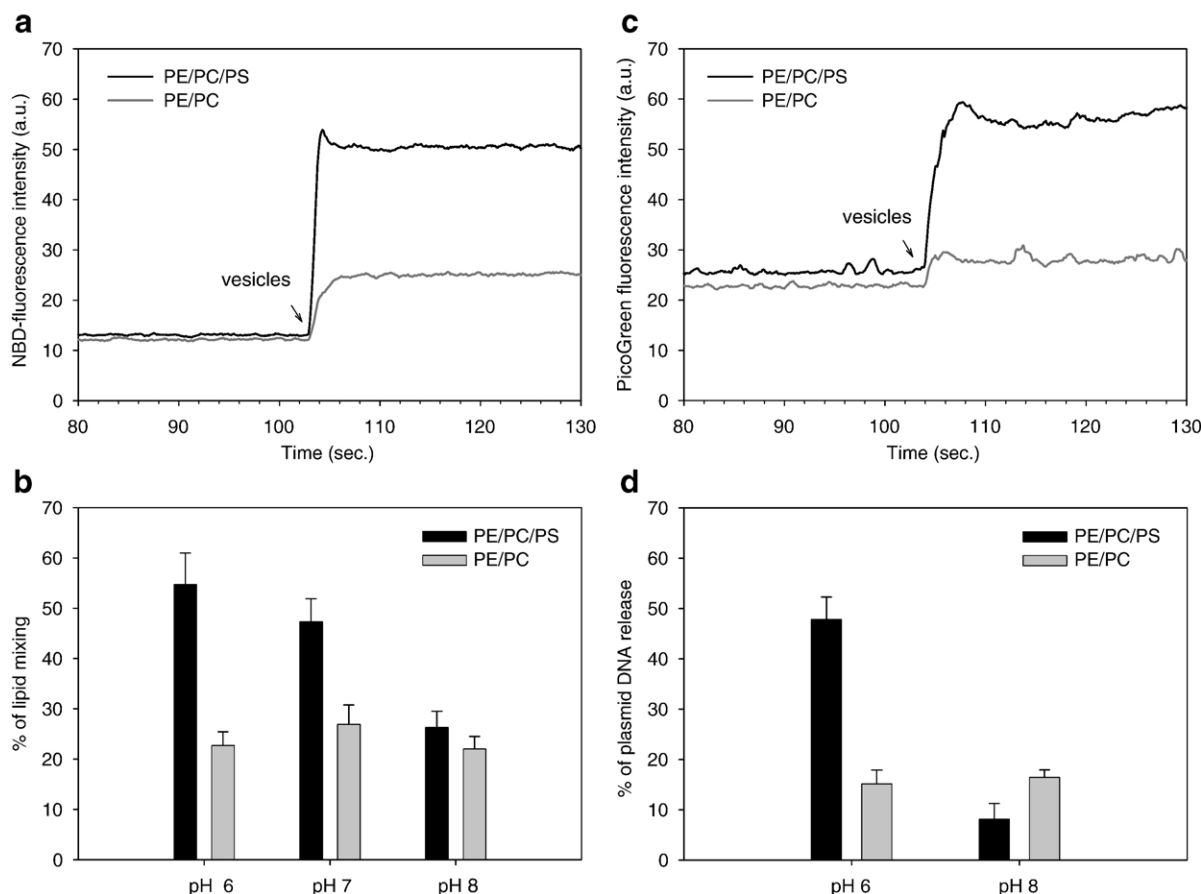 a
NBD-fluorescence intensity (a.u.)
70
60
50
40
30
20
10
0
PE/PC/PS
PE/PC
vesicles
80 90 100 110 120 130
Time (sec.)
c
PicoGreen fluorescence intensity (a.u.)
70
60
50
40
30
20
10
0
PE/PC/PS
PE/PC
vesicles
80 90 100 110 120 130
Time (sec.)
b
% of lipid mixing
70
60
50
40
30
20
10
0
PE/PC/PS
PE/PC
pH 6 pH 7 pH 8
d
% of plasmid DNA release
70
60
50
40
30
20
10
0
PE/PC/PS
PE/PC
pH 6 pH 8